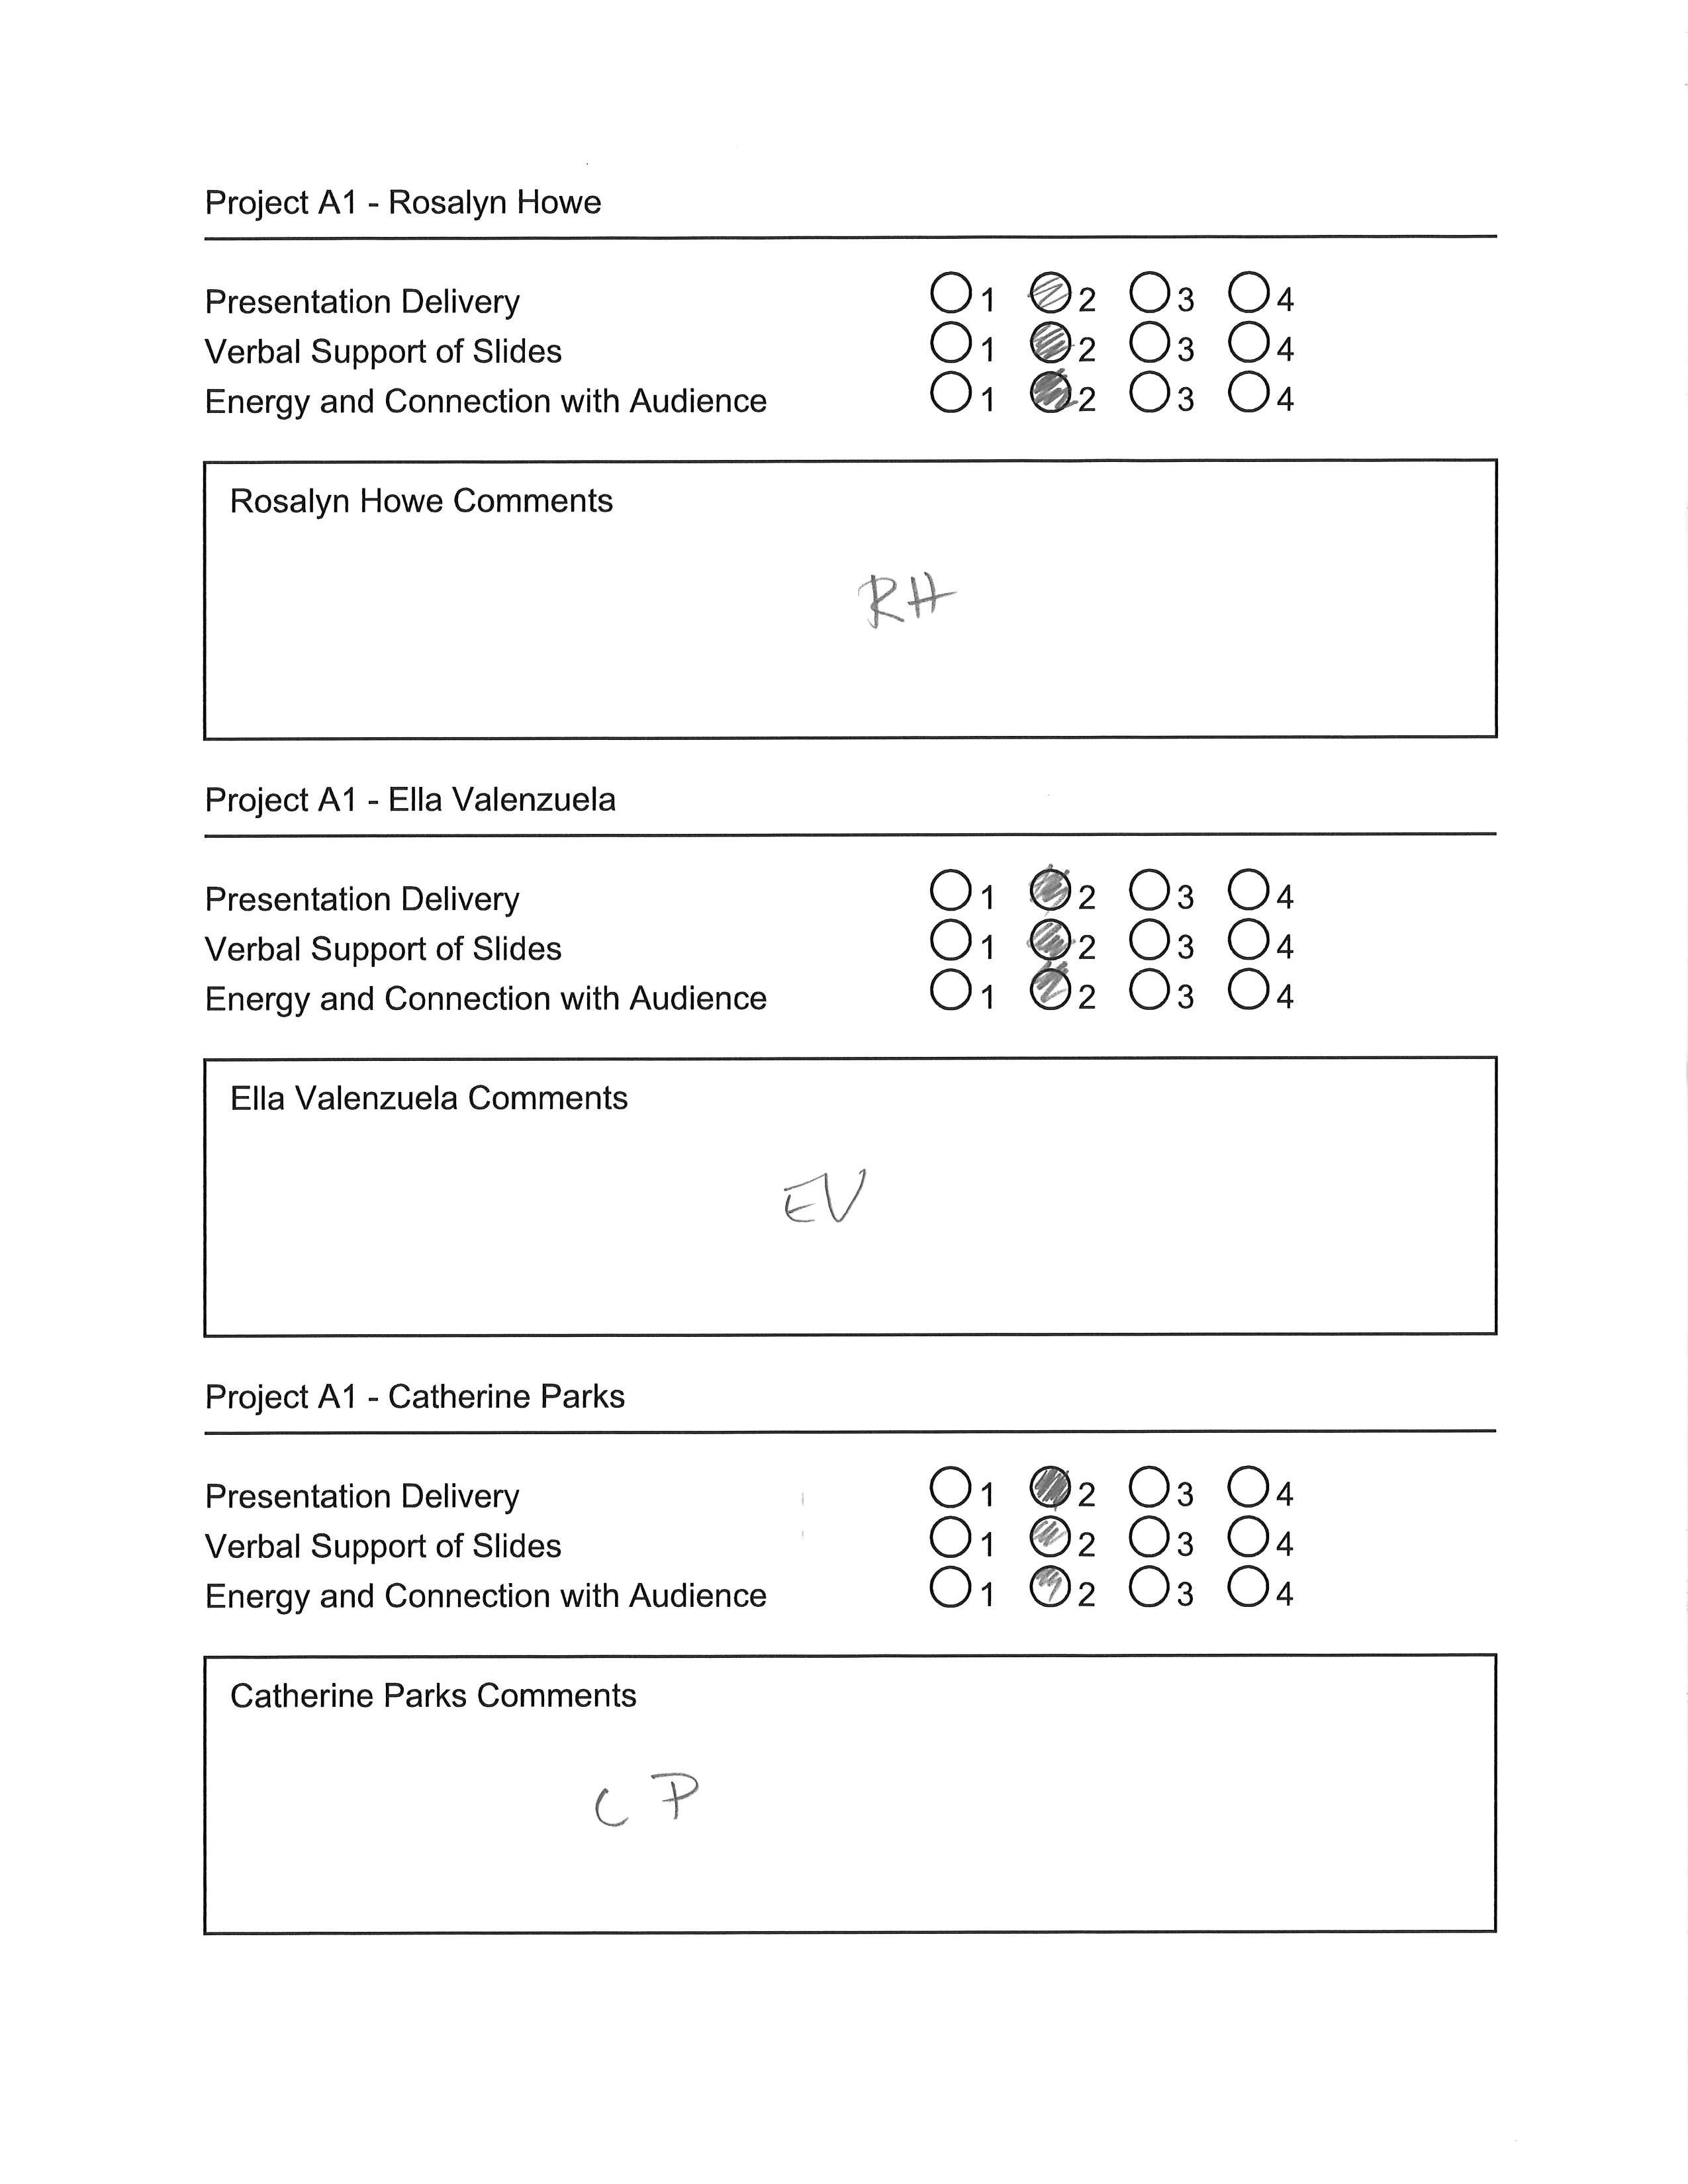 Project A1 - Rosalyn Howe
Presentation Delivery 1 2 3 4
Verbal Support of Slides 1 2 3 4
Energy and Connection with Audience 1 2 3 4
Rosalyn Howe Comments
RH
Project A1 - Ella Valenzuela
Presentation Delivery 1 2 3 4
Verbal Support of Slides 1 2 3 4
Energy and Connection with Audience 1 2 3 4
Ella Valenzuela Comments
EV
Project A1 - Catherine Parks
Presentation Delivery 1 2 3 4
Verbal Support of Slides 1 2 3 4
Energy and Connection with Audience 1 2 3 4
Catherine Parks Comments
CP